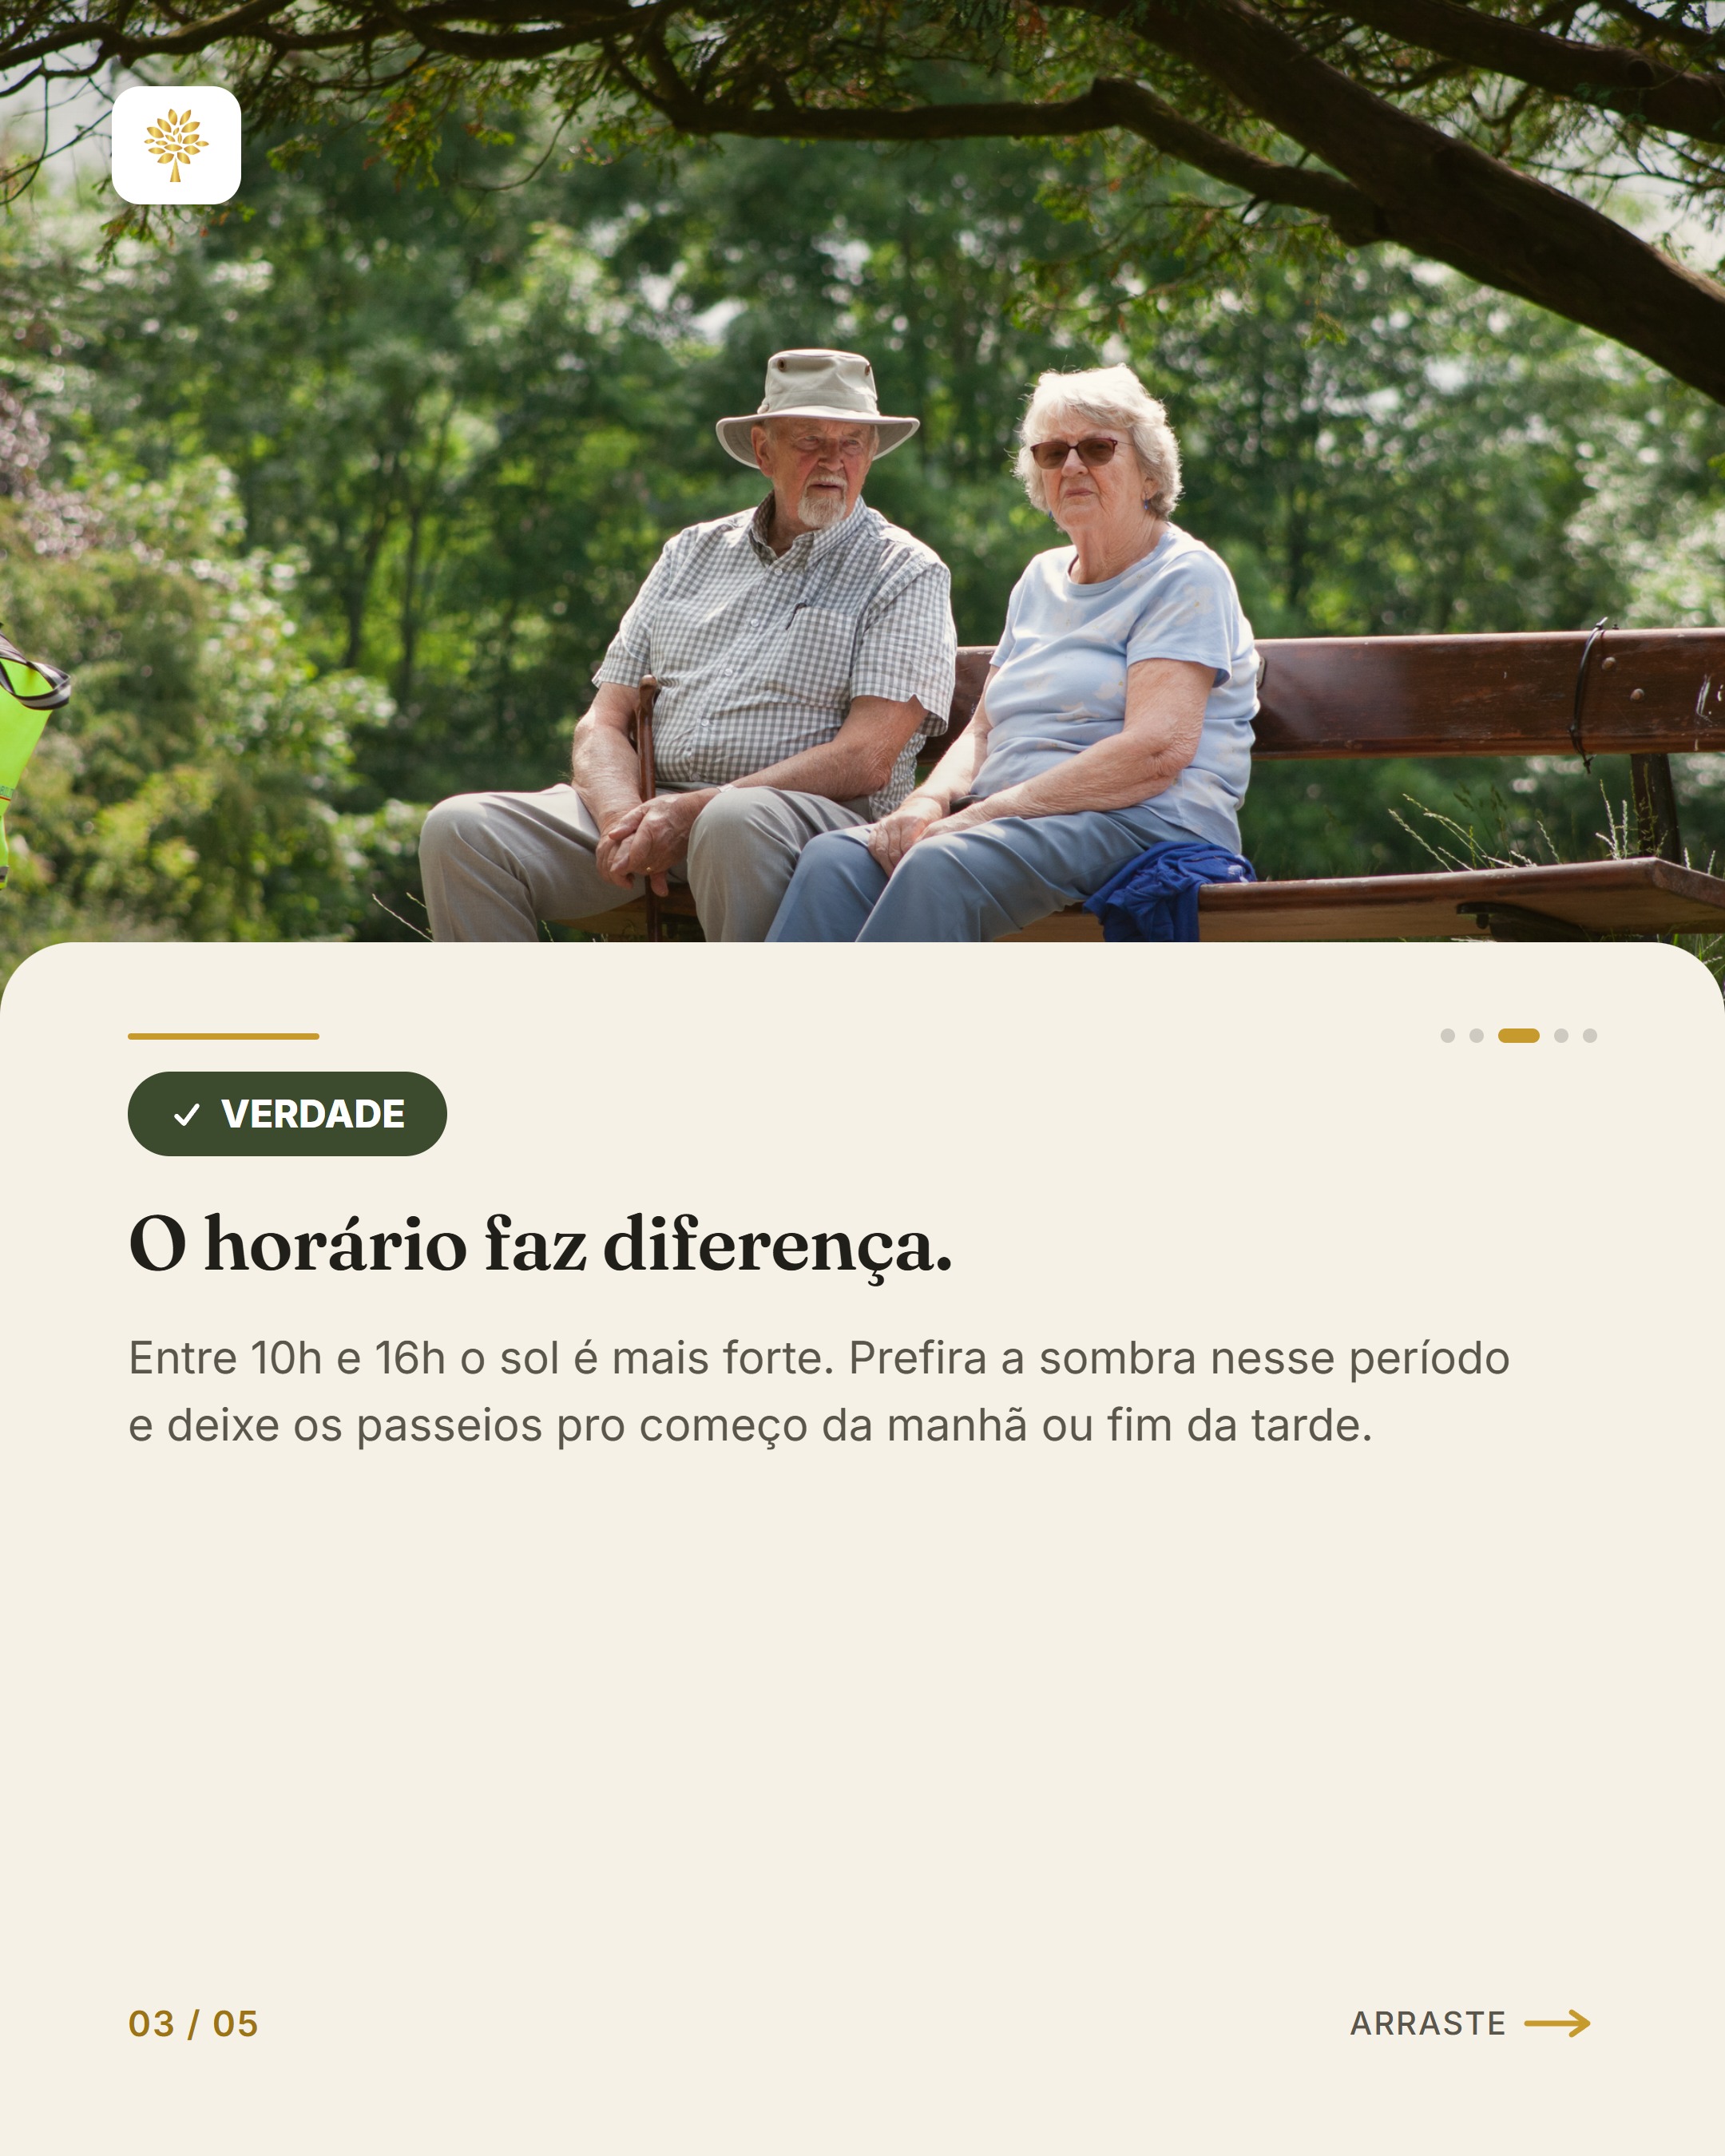 VERDADE
O horário faz diferença.
Entre 10h e 16h o sol é mais forte. Prefira a sombra nesse período
e deixe os passeios pro começo da manhã ou fim da tarde.
03 / 05
ARRASTE